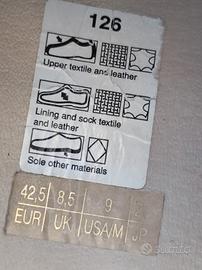 126
Upper textile and leather
Lining and sock textile
and leather
Sole other materials
42,5 8,5 9
EUR UK USA/M JP
subito